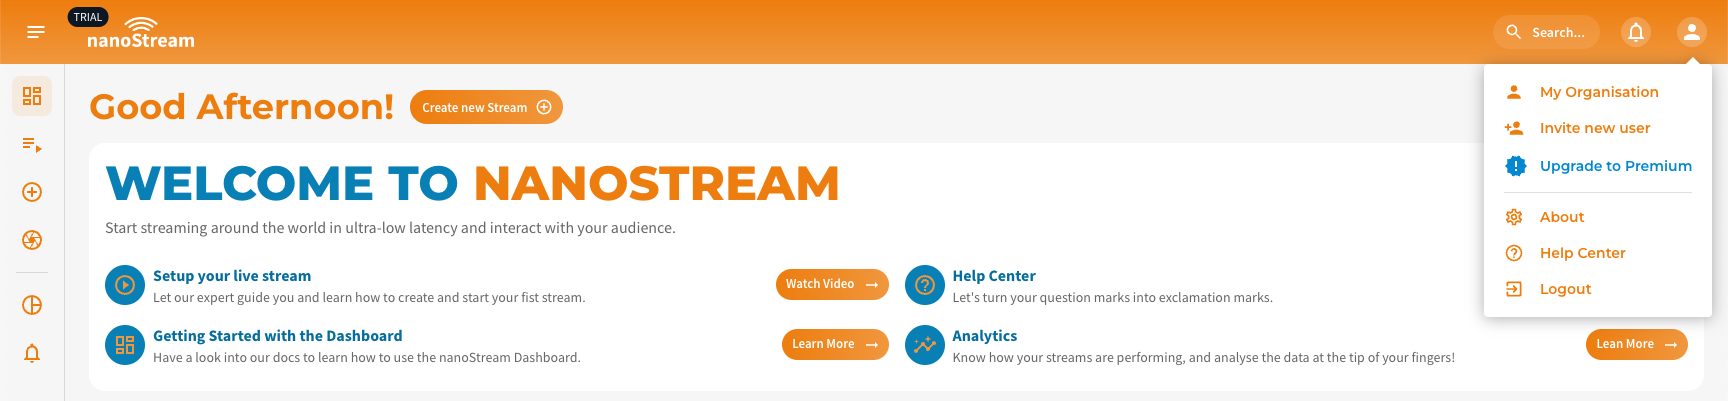 TRIAL
nanoStream
Search...
Good Afternoon!
Create new Stream
My Organisation
Invite new user
Upgrade to Premium
About
Help Center
Logout
WELCOME TO NANOSTREAM
Start streaming around the world in ultra-low latency and interact with your audience.
Setup your live stream
Let our expert guide you and learn how to create and start your fist stream.
Watch Video
Help Center
Let's turn your question marks into exclamation marks.
Getting Started with the Dashboard
Have a look into our docs to learn how to use the nanoStream Dashboard.
Learn More
Analytics
Know how your streams are performing, and analyse the data at the tip of your fingers!
Lean More